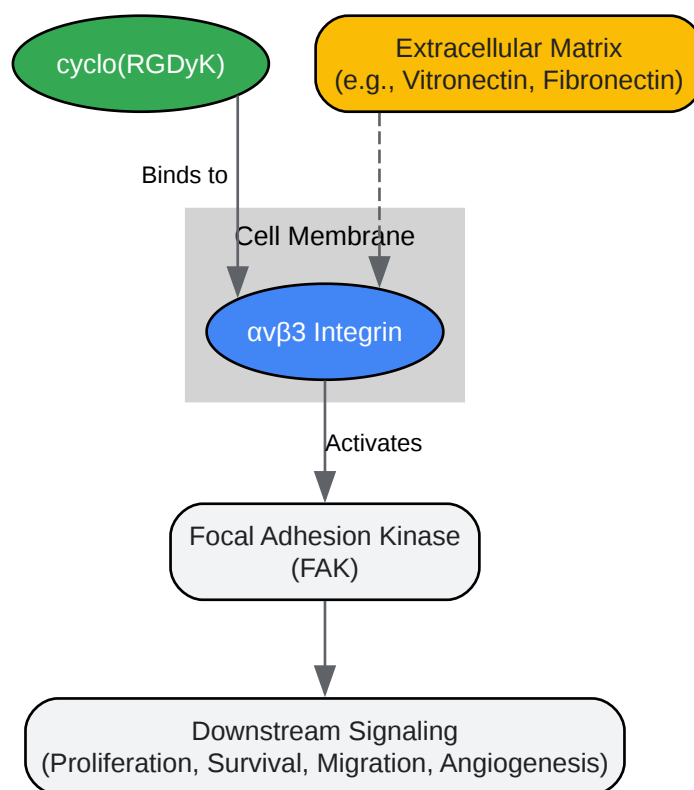 cyclo(RGDyK)
Extracellular Matrix
(e.g., Vitronectin, Fibronectin)
Binds to
Cell Membrane
αvβ3 Integrin
Activates
Focal Adhesion Kinase
(FAK)
Downstream Signaling
(Proliferation, Survival, Migration, Angiogenesis)